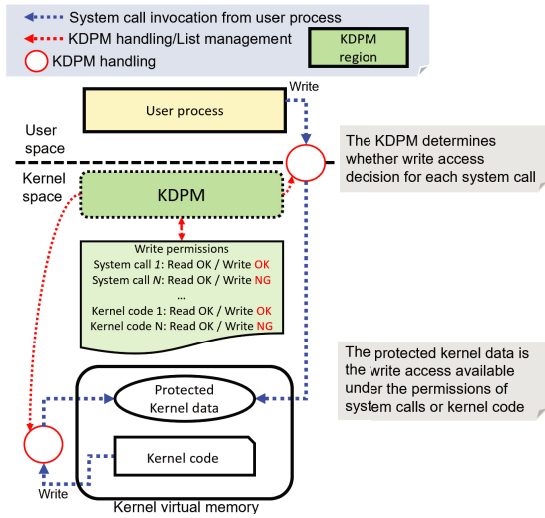 System call invocation from user process
KDPM handling/List management
KDPM handling
KDPM
region
Write
User process
User
space
Kernel
space
The KDPM determines
whether write access
decision for each system call
KDPM
Write permissions
System call 1: Read OK / Write OK
System call N: Read OK / Write NG
...
Kernel code 1: Read OK / Write OK
Kernel code N: Read OK / Write NG
The protected kernel data is
the write access available
under the permissions of
system calls or kernel code
Protected
Kernel data
Kernel code
Write
Kernel virtual memory